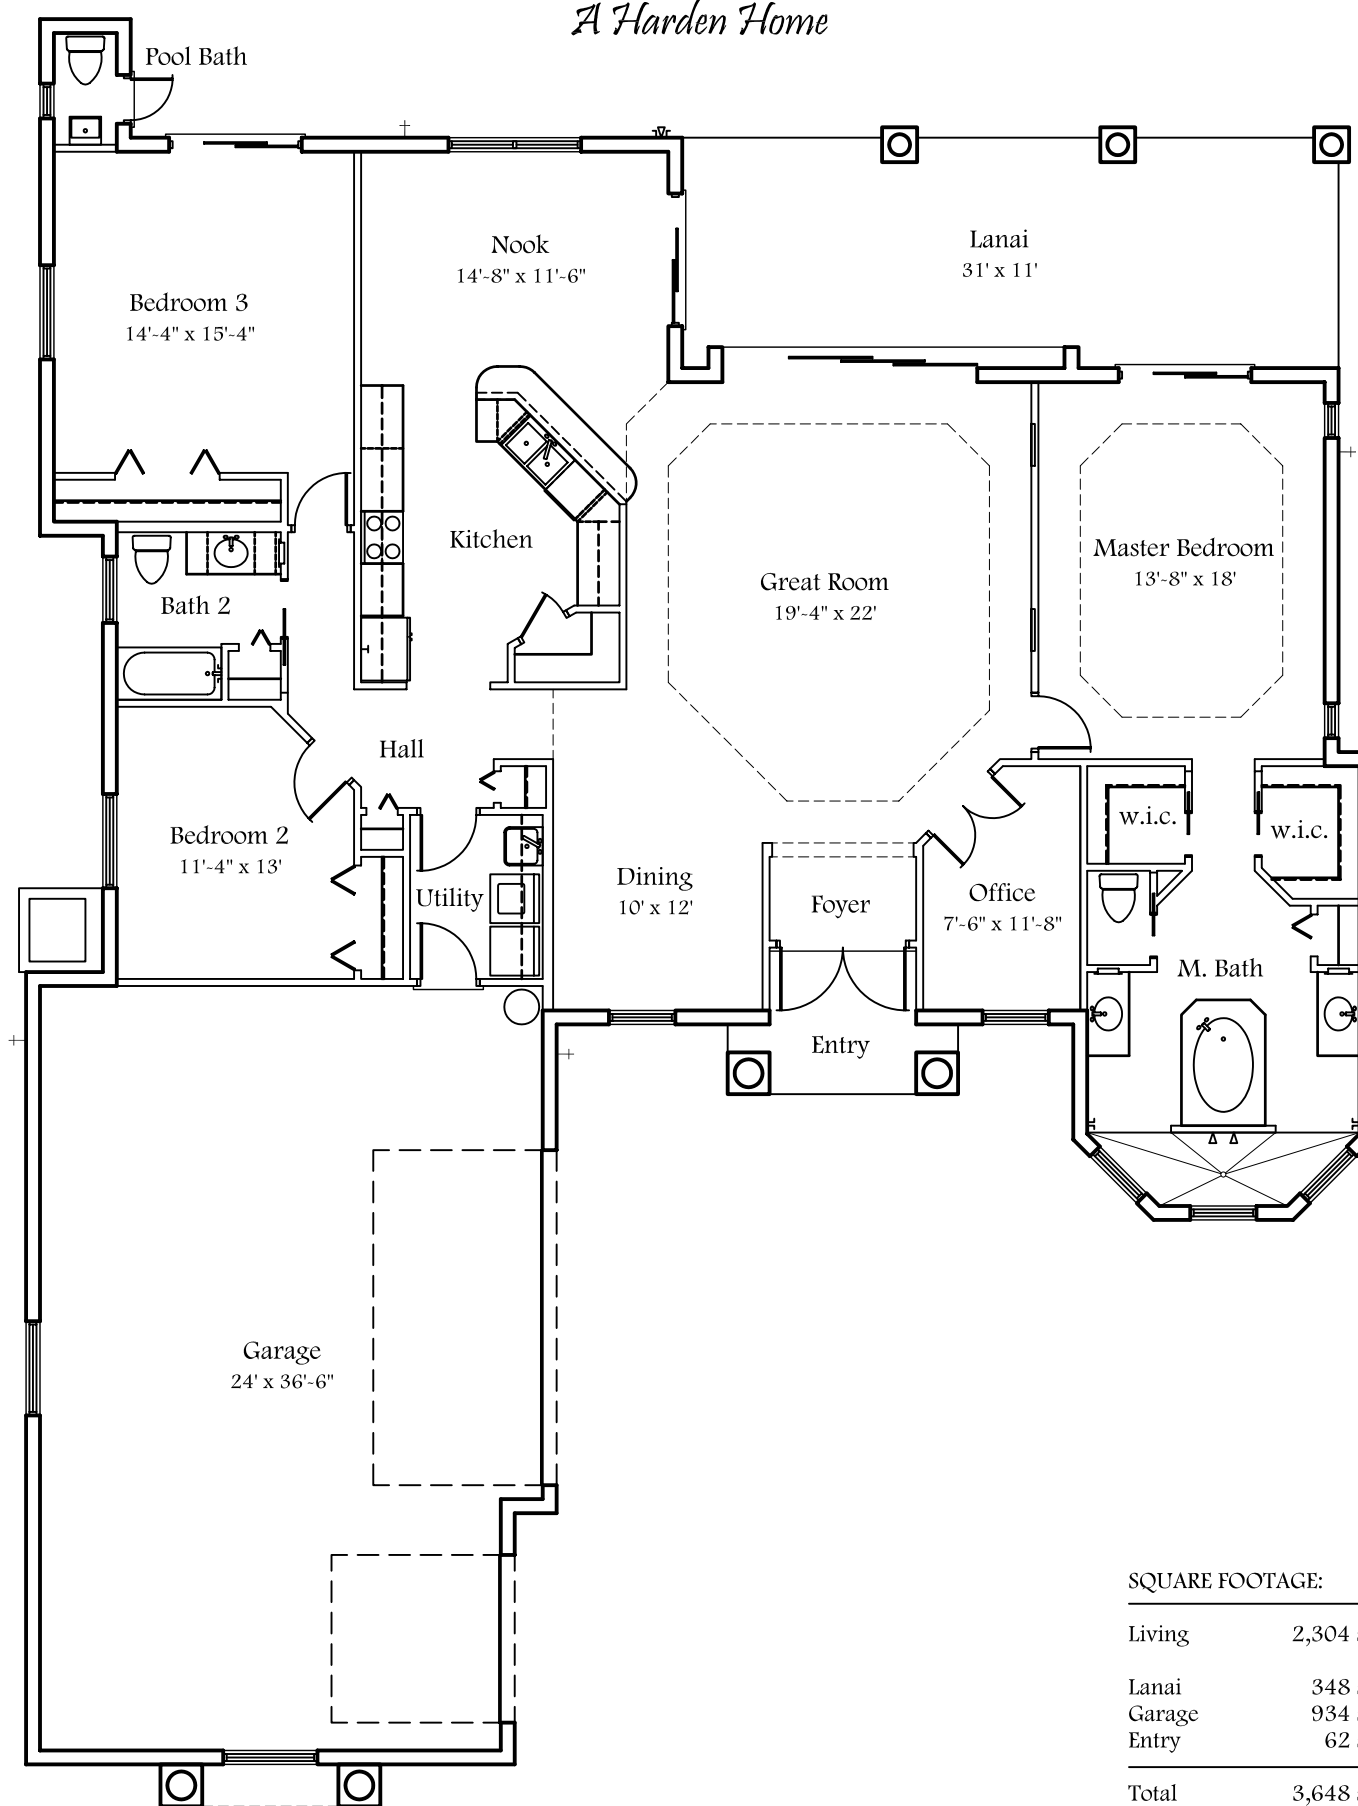 A Harden Home
Pool Bath
Nook
14'-8" x 11'-6"
Lanai
31' x 11'
Bedroom 3
14'-4" x 15'-4"
Kitchen
Great Room
19'-4" x 22'
Master Bedroom
13'-8" x 18'
Bath 2
Hall
w.i.c.
w.i.c.
Bedroom 2
11'-4" x 13'
Utility
Dining
10' x 12'
Foyer
Office
7'-6" x 11'-8"
M. Bath
Entry
Garage
24' x 36'-6"
SQUARE FOOTAGE:
Living 2,304
Lanai 348
Garage 934
Entry 62
Total 3,648